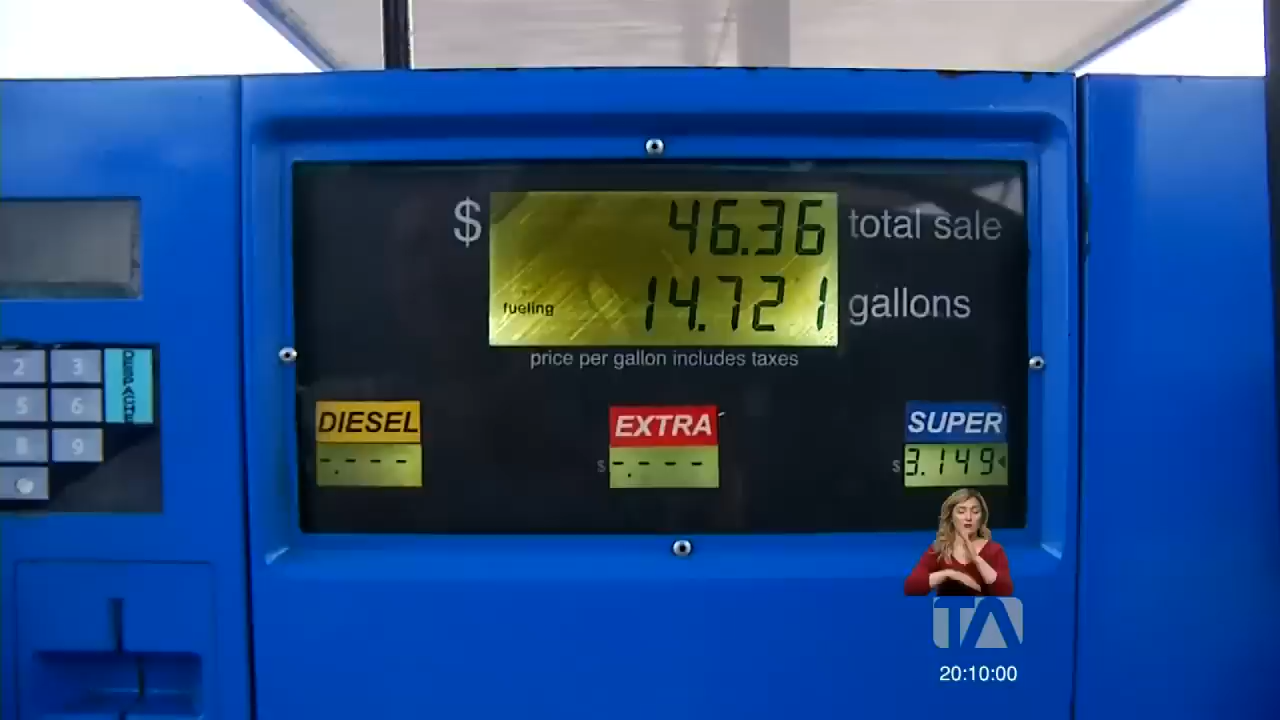 $ 46.36 total sale
fueling 14.721 gallons
price per gallon includes taxes
2 3
5 6
8 9
DESPACHE
DIESEL
-.---
EXTRA
$ -.---
SUPER
$ 3.149
TA
20:10:00